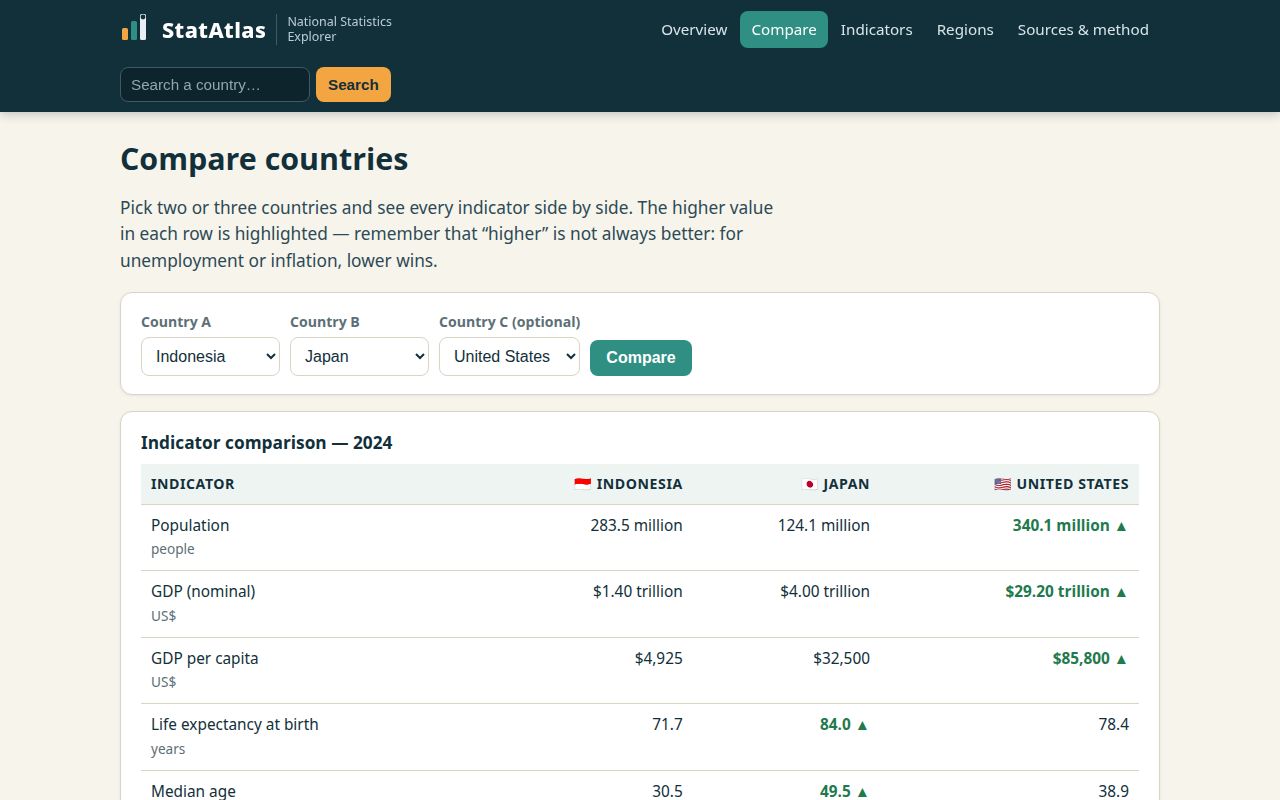 StatAtlas
National Statistics
Explorer
Overview
Compare
Indicators
Regions
Sources & method
Search a country…
Search
Compare countries
Pick two or three countries and see every indicator side by side. The higher value
in each row is highlighted — remember that “higher” is not always better: for
unemployment or inflation, lower wins.
Country A
Country B
Country C (optional)
Indonesia
Japan
United States
Compare
Indicator comparison — 2024
INDICATOR INDONESIA JAPAN UNITED STATES
Population 283.5 million 124.1 million 340.1 million ▲
people
GDP (nominal) $1.40 trillion $4.00 trillion $29.20 trillion ▲
US$
GDP per capita $4,925 $32,500 $85,800 ▲
US$
Life expectancy at birth 71.7 84.0 ▲ 78.4
years
Median age 30.5 49.5 ▲ 38.9